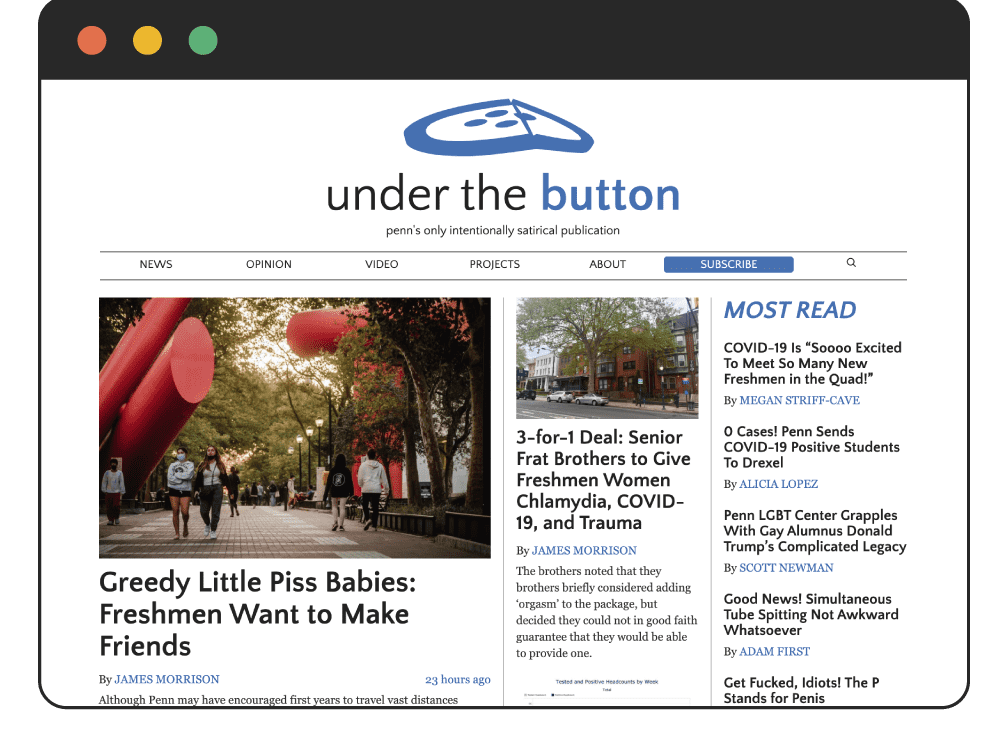 under the button
penn's only intentionally satirical publication
NEWS OPINION VIDEO PROJECTS ABOUT SUBSCRIBE
Greedy Little Piss Babies:
Freshmen Want to Make
Friends
By JAMES MORRISON 23 hours ago
Although Penn may have encouraged first years to travel vast distances
3-for-1 Deal: Senior
Frat Brothers to Give
Freshmen Women
Chlamydia, COVID-
19, and Trauma
By JAMES MORRISON
The brothers noted that they
brothers briefly considered adding
'orgasm' to the package, but
decided they could not in good faith
guarantee that they would be able
to provide one.
Tested and Positive Headcounts by Week
Total
MOST READ
COVID-19 Is “Soooo Excited
To Meet So Many New
Freshmen in the Quad!”
By MEGAN STRIFF-CAVE
0 Cases! Penn Sends
COVID-19 Positive Students
To Drexel
By ALICIA LOPEZ
Penn LGBT Center Grapples
With Gay Alumnus Donald
Trump’s Complicated Legacy
By SCOTT NEWMAN
Good News! Simultaneous
Tube Spitting Not Awkward
Whatsoever
By ADAM FIRST
Get Fucked, Idiots! The P
Stands for Penis